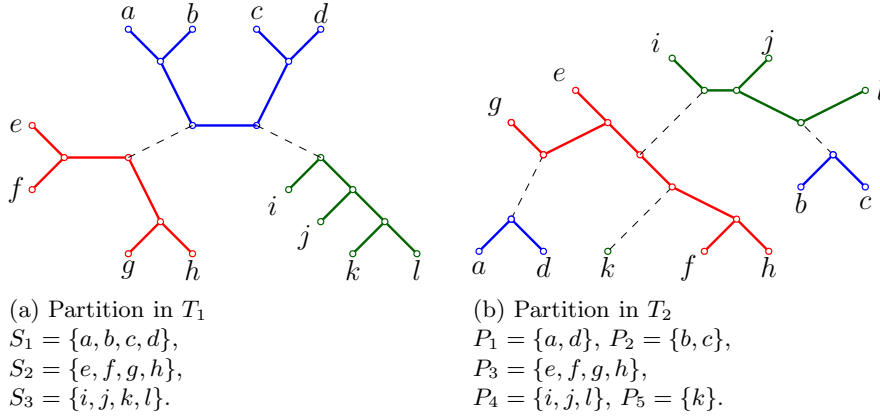 a b c d
e
f
g h
i
j
k l
i j
e
g
l
b c
a d k f h
(a) Partition in T₁
S₁ = {a, b, c, d},
S₂ = {e, f, g, h},
S₃ = {i, j, k, l}.
(b) Partition in T₂
P₁ = {a, d}, P₂ = {b, c},
P₃ = {e, f, g, h},
P₄ = {i, j, l}, P₅ = {k}.